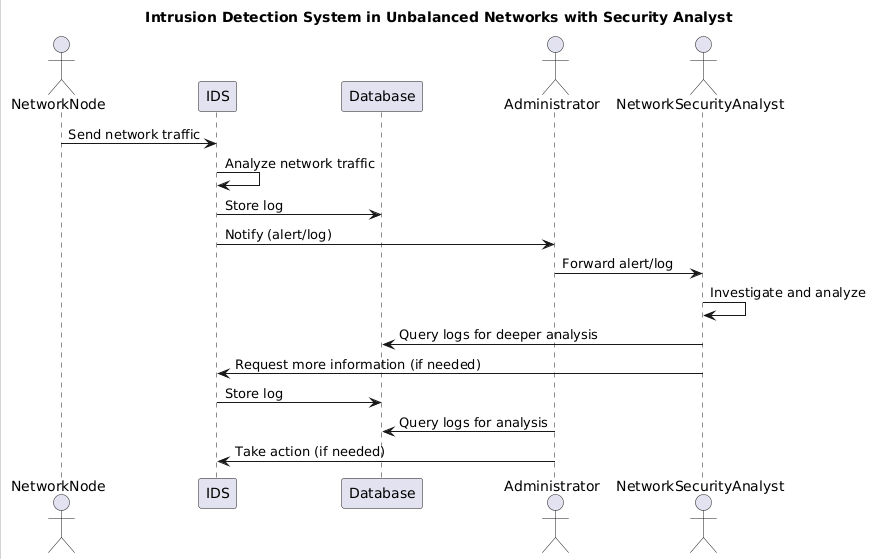 Intrusion Detection System in Unbalanced Networks with Security Analyst
NetworkNode
IDS
Database
Administrator
NetworkSecurityAnalyst
Send network traffic
Analyze network traffic
Store log
Notify (alert/log)
Forward alert/log
Investigate and analyze
Query logs for deeper analysis
Request more information (if needed)
Store log
Query logs for analysis
Take action (if needed)
NetworkNode
IDS
Database
Administrator
NetworkSecurityAnalyst